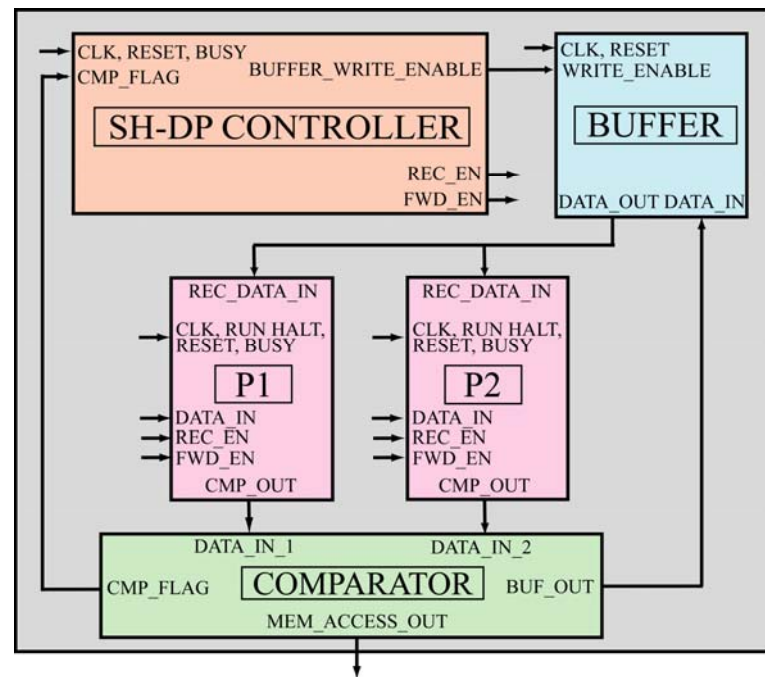 CLK, RESET, BUSY
CMP_FLAG
BUFFER_WRITE_ENABLE
SH-DP CONTROLLER
REC_EN
FWD_EN
CLK, RESET
WRITE_ENABLE
BUFFER
DATA_OUT DATA_IN
REC_DATA_IN
CLK, RUN HALT,
RESET, BUSY
P1
DATA_IN
REC_EN
FWD_EN
CMP_OUT
REC_DATA_IN
CLK, RUN HALT,
RESET, BUSY
P2
DATA_IN
REC_EN
FWD_EN
CMP_OUT
DATA_IN_1
DATA_IN_2
CMP_FLAG
COMPARATOR
BUF_OUT
MEM_ACCESS_OUT